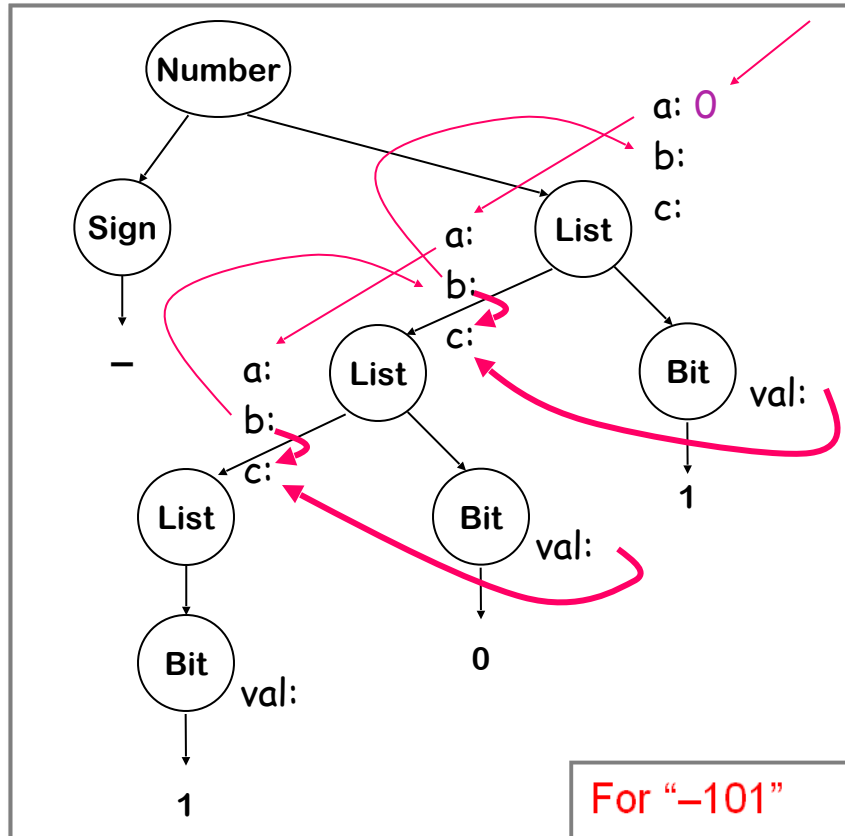 Number
a: 0
b:
c:
Sign
List
a:
b:
c:
–
List
Bit
val:
a:
b:
c:
1
List
Bit
val:
0
Bit
val:
1
For “–101”